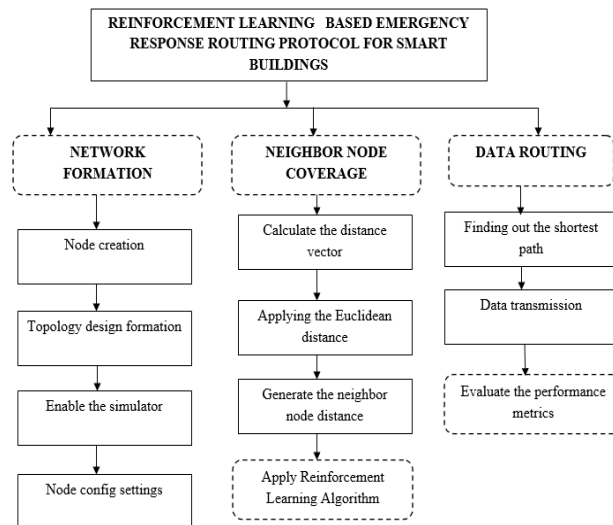 REINFORCEMENT LEARNING BASED EMERGENCY
RESPONSE ROUTING PROTOCOL FOR SMART
BUILDINGS
NETWORK
FORMATION
Node creation
Topology design formation
Enable the simulator
Node config settings
NEIGHBOR NODE
COVERAGE
Calculate the distance
vector
Applying the Euclidean
distance
Generate the neighbor
node distance
Apply Reinforcement
Learning Algorithm
DATA ROUTING
Finding out the shortest
path
Data transmission
Evaluate the performance
metrics